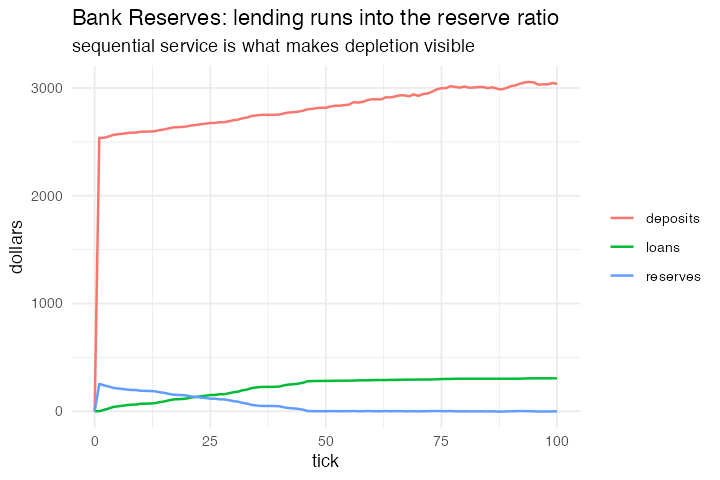 Bank Reserves: lending runs into the reserve ratio
sequential service is what makes depletion visible
3000
2000
1000
0
dollars
0 25 50 75 100
tick
deposits
loans
reserves